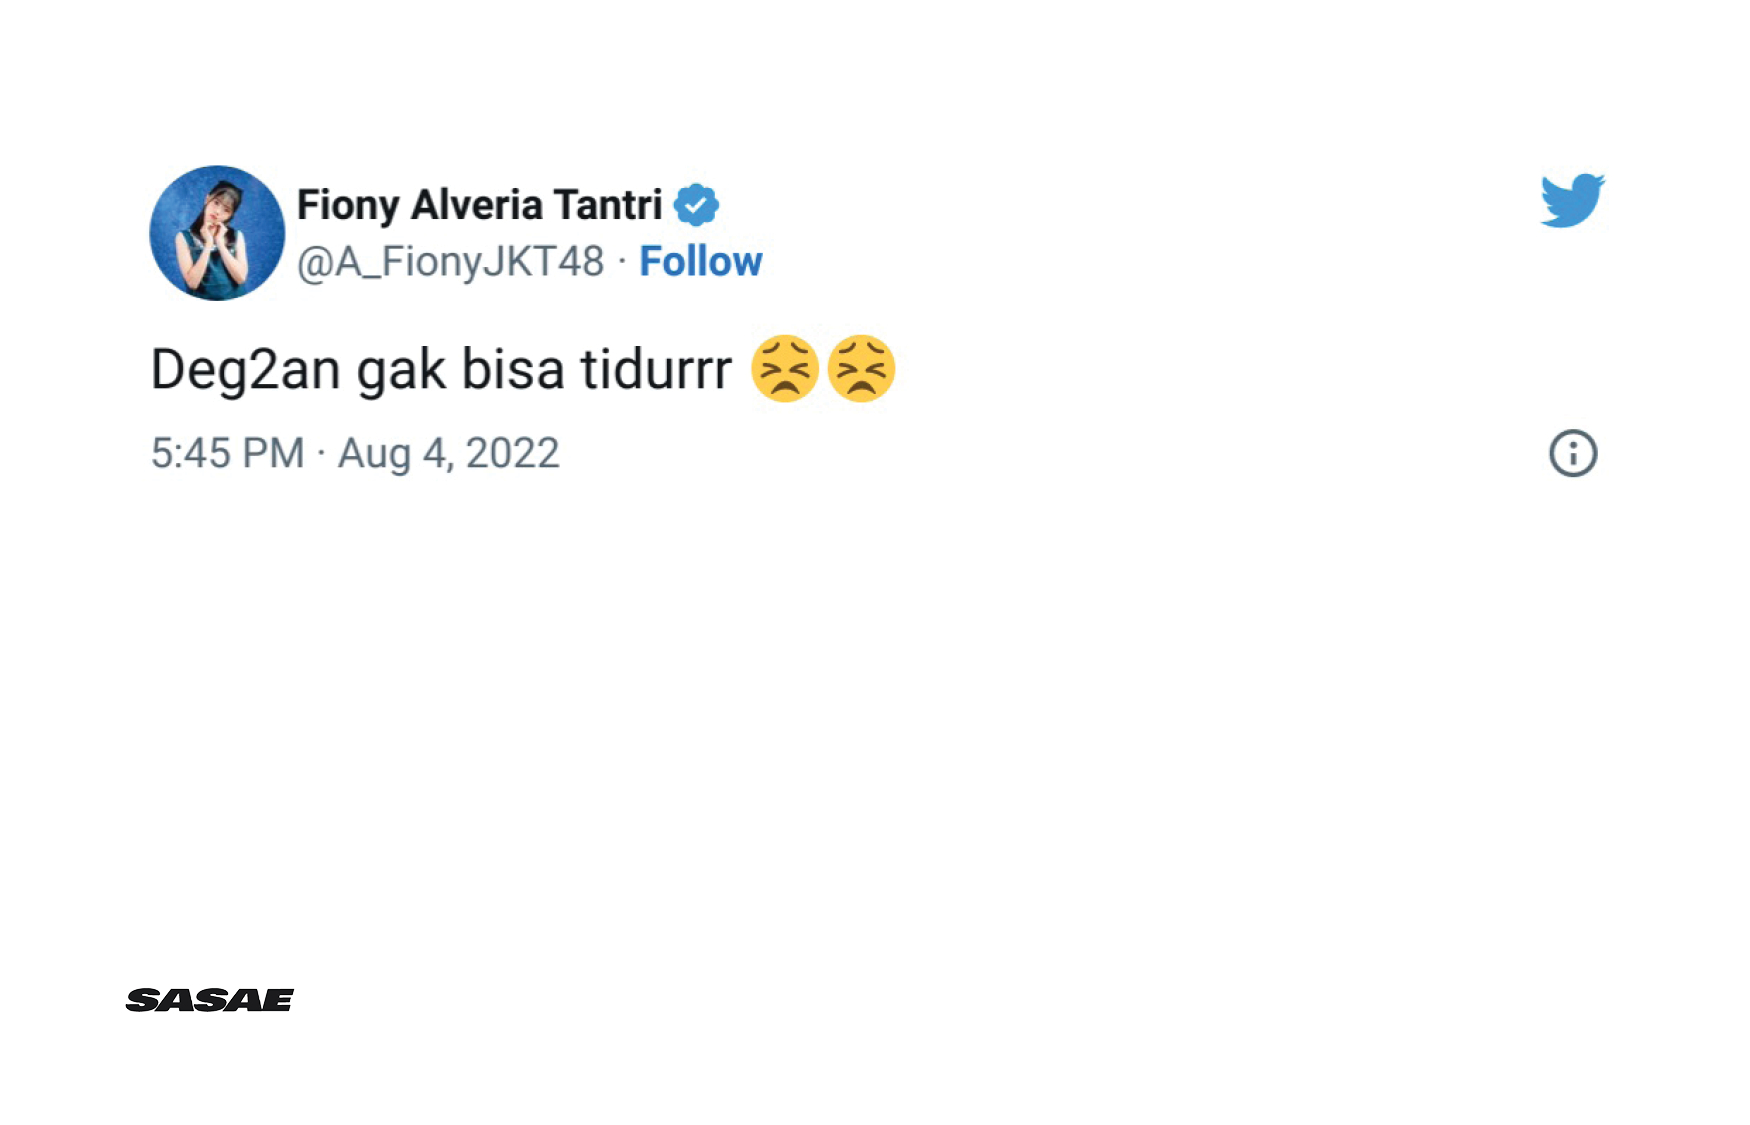 Fiony Alveria Tantri
@A_FionyJKT48 · Follow
Deg2an gak bisa tidurrr 😣😣
5:45 PM · Aug 4, 2022
SASAE